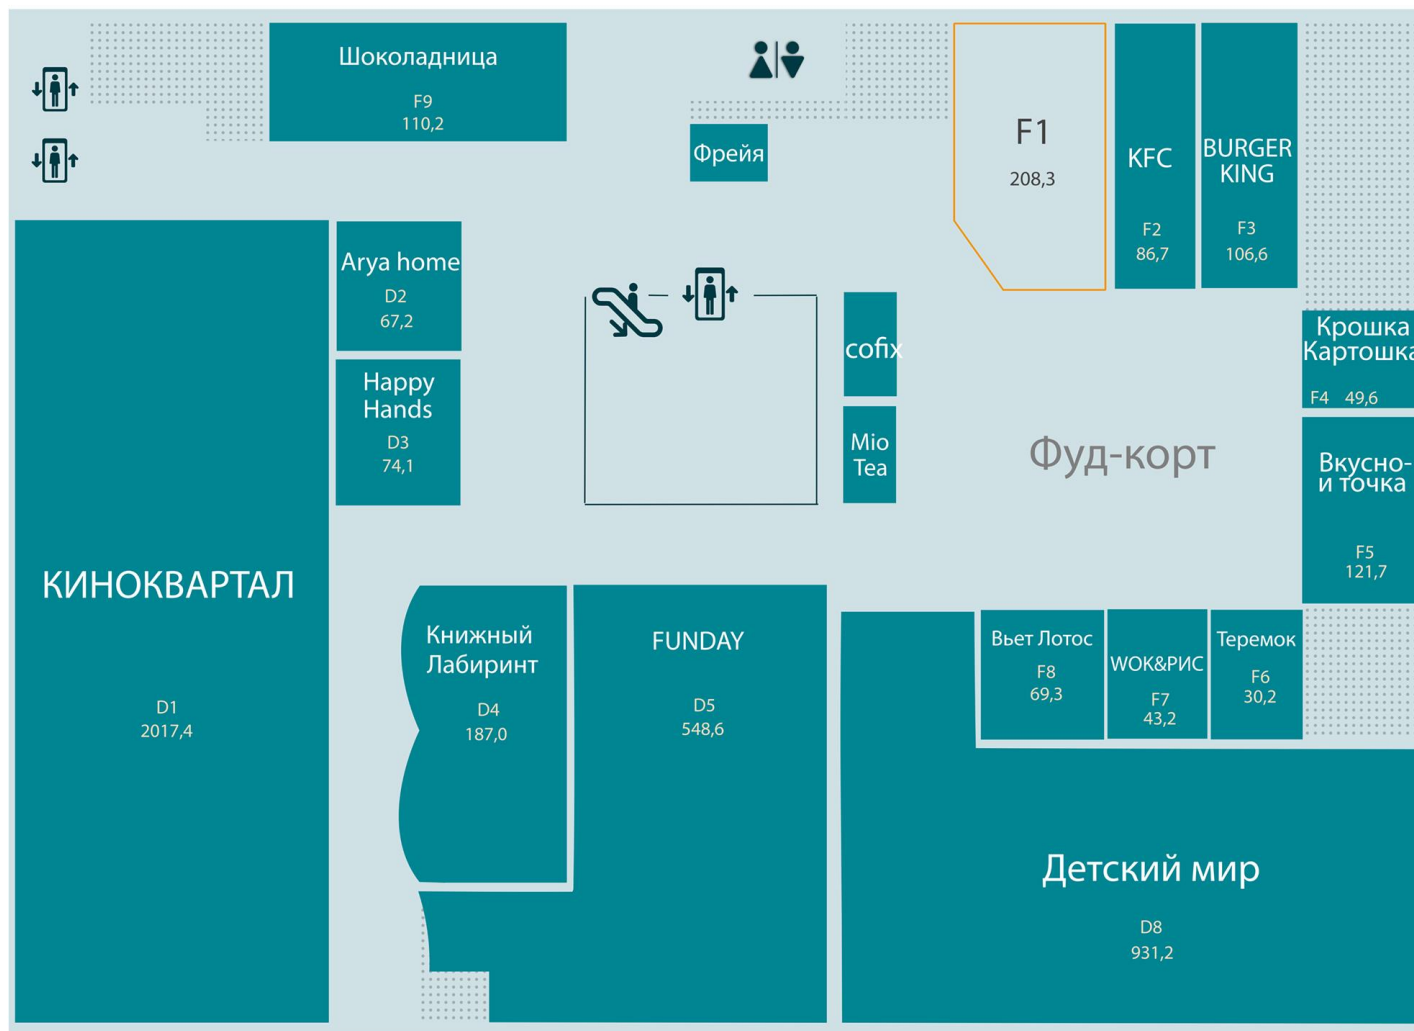 Шоколадница
F9
110,2
Фрейя
F1
208,3
KFC
F2
86,7
BURGER
KING
F3
106,6
Arya home
D2
67,2
Happy
Hands
D3
74,1
cofix
Mio
Tea
Фуд-корт
Крошка
Картошка
F4 49,6
Вкусно-
и точка
F5
121,7
КИНОКВАРТАЛ
D1
2017,4
Книжный
Лабиринт
D4
187,0
FUNDAY
D5
548,6
Вьет Лотос
F8
69,3
WOK&РИС
F7
43,2
Теремок
F6
30,2
Детский мир
D8
931,2